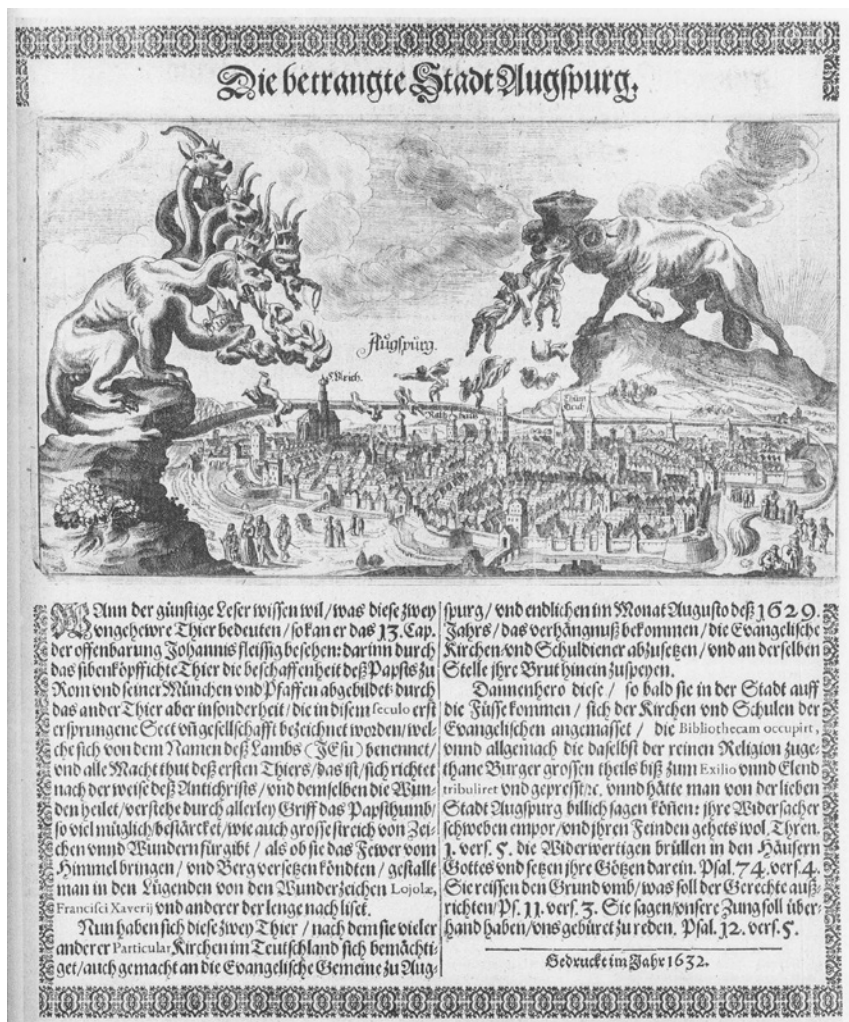 Die betrangte Stadt Augspurg.
Augspurg.
S. Ulrich.
Rath hauß
Thum
Kirch
WAnn der günstige Leser wissen wil / was diese zwey
vngehewre Thier bedeuten / so kan er das 13. Cap.
der offenbarung Johannis fleissig besehen: darinn durch
das sibenköpffichte Thier die beschaffenheit deß Papsts zu
Rom vnd seiner München vnd Pfaffen abgebildet: durch
das ander Thier aber insonderheit / die in disem seculo erst
ersprungene Sect vñ gesellschafft bezeichnet worden / wel-
che sich von dem Namen deß Lambs (JEsu) benennet /
vnd alle Macht thut deß ersten Thiers / das ist / sich richtet
nach der weise deß Antichrists / vnd demselben die Wun-
den heilet / verstehe durch allerley Griff das Papsthumb /
so viel müglich / bestärcket / wie auch grosse streich von Zei-
chen vnnd Wundern fürgibt / als ob sie das Fewer vom
Himmel bringen / vnd Berg versetzen köndten / gestallt
man in den Lügenden von den Wunderzeichen Lojolæ,
Francisci Xaverij vnd anderer der lenge nach liset.
Nun haben sich diese zwey Thier / nach dem sie vieler
anderer Particular Kirchen im Teutschland sich bemächti-
get / auch gemacht an die Evangelische Gemeine zu Aug-
spurg / vnd endlichen im Monat Augusto deß 1629.
Jahrs / das verhängnuß bekommen / die Evangelische
Kirchen vnd Schuldiener abzusetzen / vnd an derselben
Stelle jhre Brut hinein zuspeyen.
Dannenhero diese / so bald sie in der Stadt auff
die Füsse kommen / sich der Kirchen vnd Schulen der
Evangelischen angemasset / die Bibliothecam occupirt,
vnnd allgemach die daselbst der reinen Religion zuge-
thane Burger grossen theils biß zum Exilio vnnd Elend
tribuliret vnd gepresst / ꝛc. vnnd hätte man von der lieben
Stadt Augspurg billich sagen köñen: jhre Widersacher
schweben empor / vnd jhren Feinden gehets wol, Thren.
1. vers. 5. die Widerwertigen brüllen in den Häusern
Gottes vnd setzen jhre Götzen darein. Psal. 74. vers. 4.
Sie reissen den Grund vmb / was soll der Gerechte auß-
richten / Ps. 11. vers. 3. Sie sagen / vnsere Zung soll über-
hand haben / vns gebüret zu reden. Psal. 12. vers. 5.
Gedruckt im Jahr 1632.